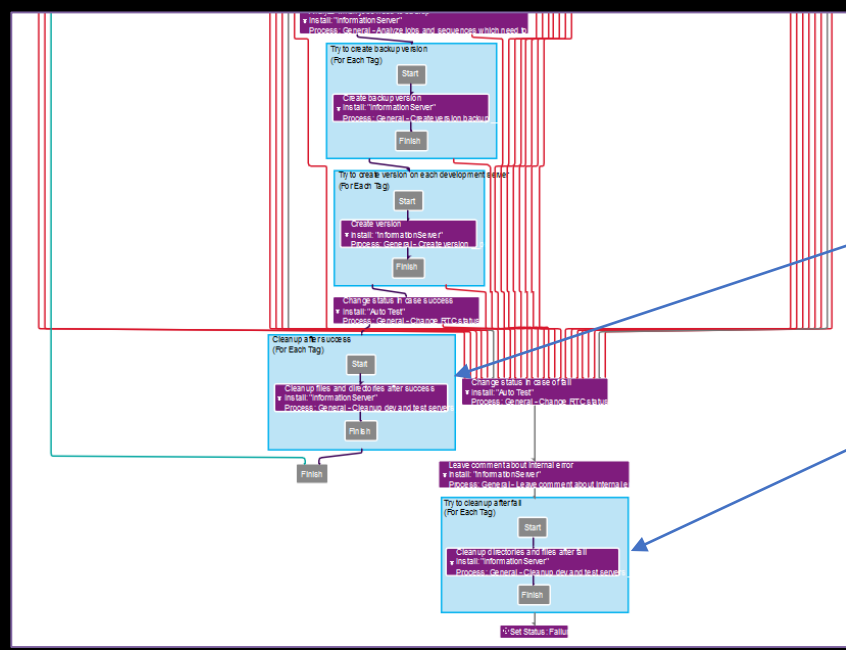 Install: "InformationServer"
Process: General - Analyze jobs and sequences which need to
Try to create backup version
(For Each Tag)
Start
Create backup version
Install: "InformationServer"
Process: General - Create version backup
Finish
Try to create version on each development server
(For Each Tag)
Start
Create version
Install: "InformationServer"
Process: General - Create version
Finish
Change status in case success
Install: "Auto Test"
Process: General - Change RTC status
Cleanup after success
(For Each Tag)
Start
Cleanup files and directories after success
Install: "InformationServer"
Process: General - Cleanup dev and test servers
Finish
Finish
Change status in case of fail
Install: "Auto Test"
Process: General - Change RTC status
Leave comment about internal error
Install: "InformationServer"
Process: General - Leave comment about internal e
Try to cleanup after fail
(For Each Tag)
Start
Cleanup directories and files after fail
Install: "InformationServer"
Process: General - Cleanup dev and test servers
Finish
Set Status: Failu